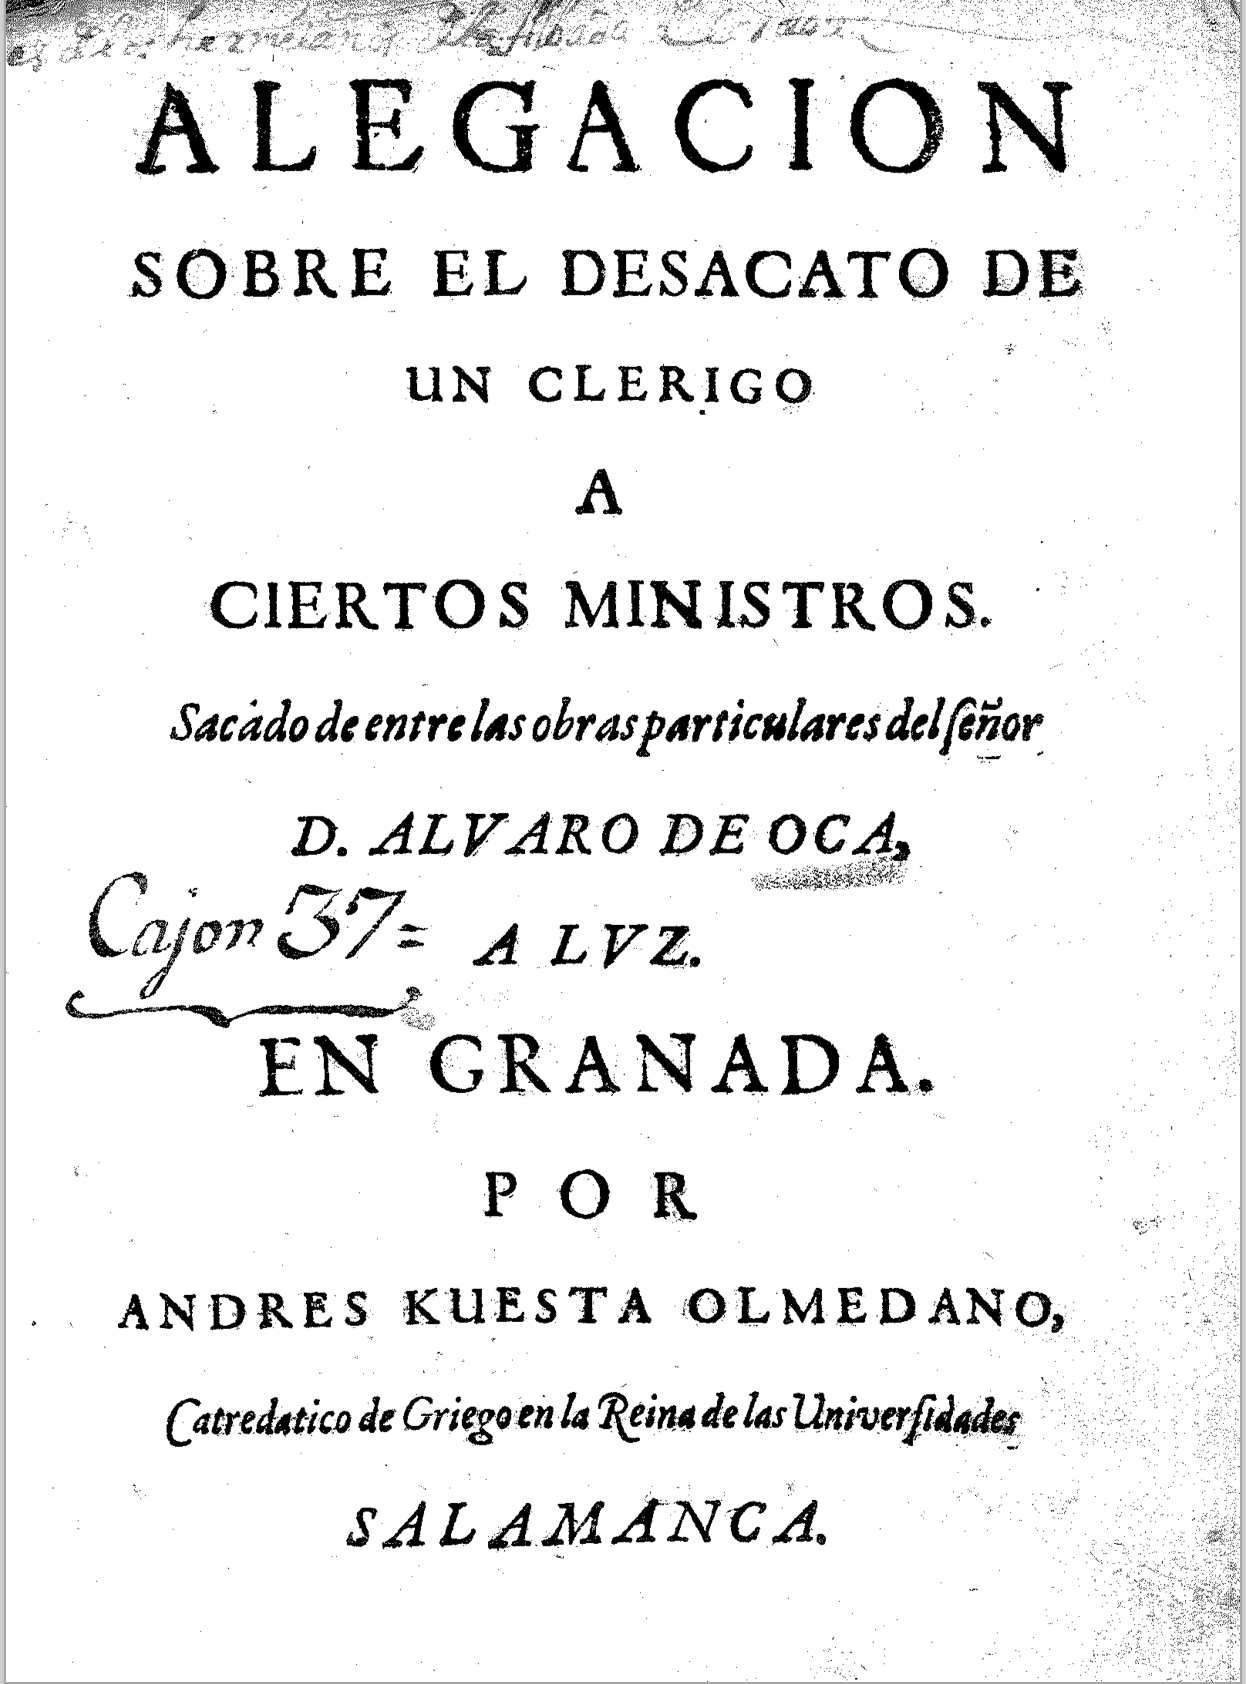 ALEGACION
SOBRE EL DESACATO DE
UN CLERIGO
A
CIERTOS MINISTROS.
Sacado de entre las obras particulares del ſeñor
D. ALVARO DE OCA,
Cajon 37=
A LVZ.
EN GRANADA.
POR
ANDRES KUESTA OLMEDANO,
Catredatico de Griego en la Reina de las Univerſidades
SALAMANCA.